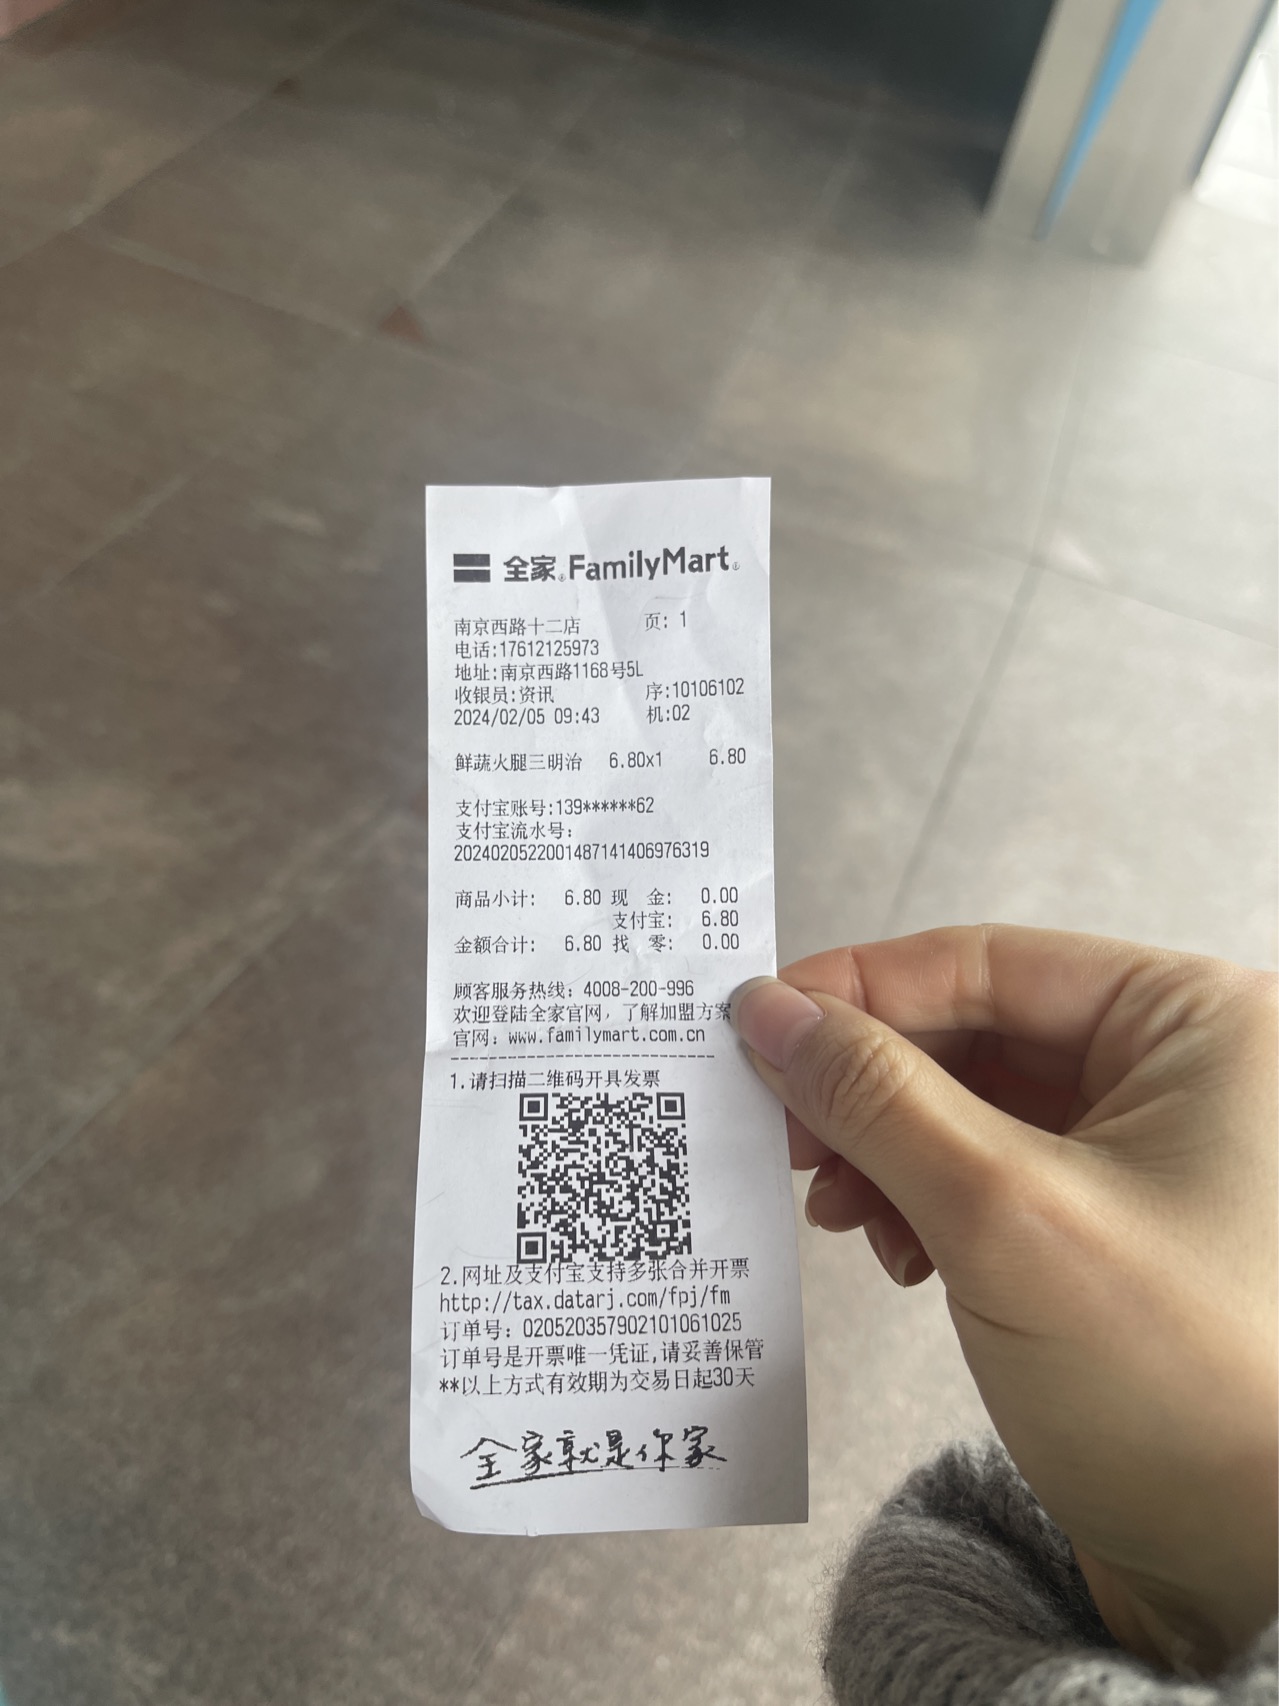 全家 FamilyMart
南京西路十二店 页: 1
电话:17612125973
地址:南京西路1168号5L
收银员:资讯 序:10106102
2024/02/05 09:43 机:02
鲜蔬火腿三明治 6.80x1 6.80
支付宝账号:139******62
支付宝流水号:
2024020522001487141406976319
商品小计: 6.80 现 金: 0.00
支付宝: 6.80
金额合计: 6.80 找 零: 0.00
顾客服务热线: 4008-200-996
欢迎登陆全家官网，了解加盟方案
官网: www.familymart.com.cn
----------------------------
1.请扫描二维码开具发票
2.网址及支付宝支持多张合并开票
http://tax.datarj.com/fpj/fm
订单号: 020520357902101061025
订单号是开票唯一凭证,请妥善保管
**以上方式有效期为交易日起30天
全家就是你家